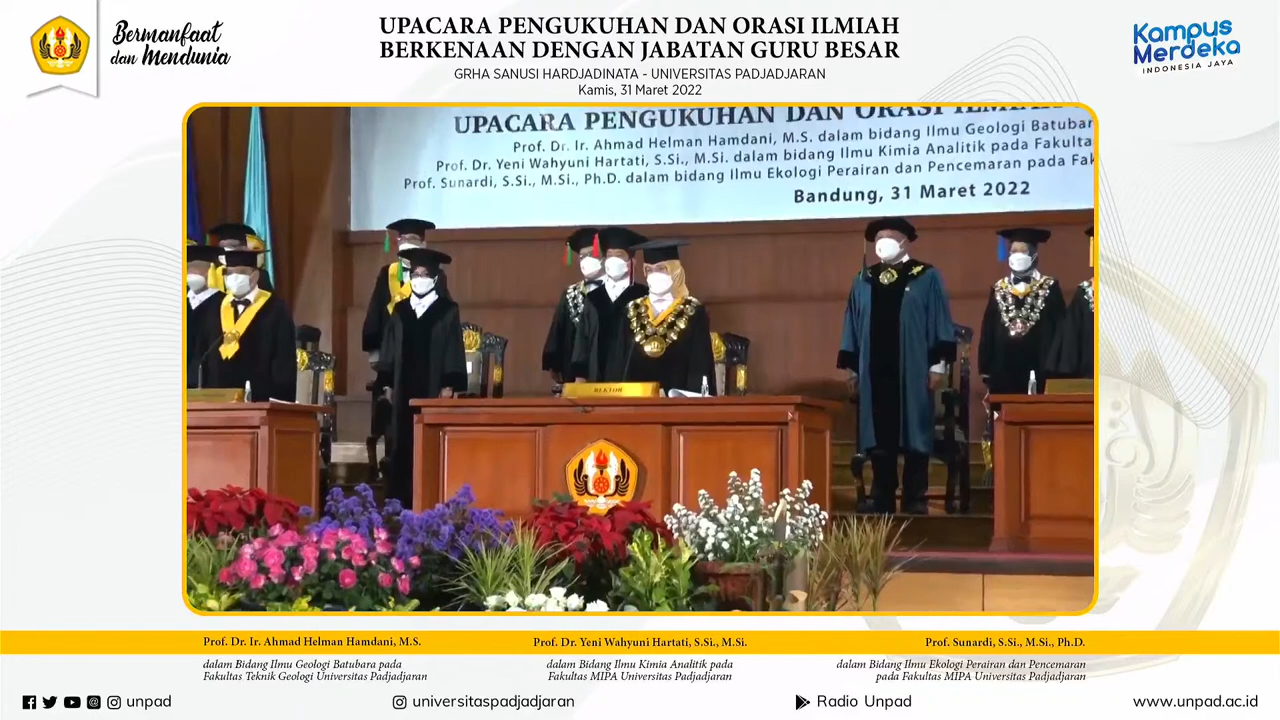 Bermanfaat
dan Mendunia
UPACARA PENGUKUHAN DAN ORASI ILMIAH
BERKENAAN DENGAN JABATAN GURU BESAR
GRHA SANUSI HARDJADINATA - UNIVERSITAS PADJADJARAN
Kamis, 31 Maret 2022
Kampus
Merdeka
INDONESIA JAYA
UPACARA PENGUKUHAN DAN ORASI ILMIAH
Prof. Dr. Ir. Ahmad Helman Hamdani, M.S. dalam bidang Ilmu Geologi Batubar
Prof. Dr. Yeni Wahyuni Hartati, S.Si., M.Si. dalam bidang Ilmu Kimia Analitik pada Fakulta
Prof. Sunardi, S.Si., M.Si., Ph.D. dalam bidang Ilmu Ekologi Perairan dan Pencemaran pada Fak
Bandung, 31 Maret 2022
REKTOR
Prof. Dr. Ir. Ahmad Helman Hamdani, M.S.
dalam Bidang Ilmu Geologi Batubara pada
Fakultas Teknik Geologi Universitas Padjadjaran
Prof. Dr. Yeni Wahyuni Hartati, S.Si., M.Si.
dalam Bidang Ilmu Kimia Analitik pada
Fakultas MIPA Universitas Padjadjaran
Prof. Sunardi, S.Si., M.Si., Ph.D.
dalam Bidang Ilmu Ekologi Perairan dan Pencemaran
pada Fakultas MIPA Universitas Padjadjaran
unpad
universitaspadjadjaran
Radio Unpad
www.unpad.ac.id